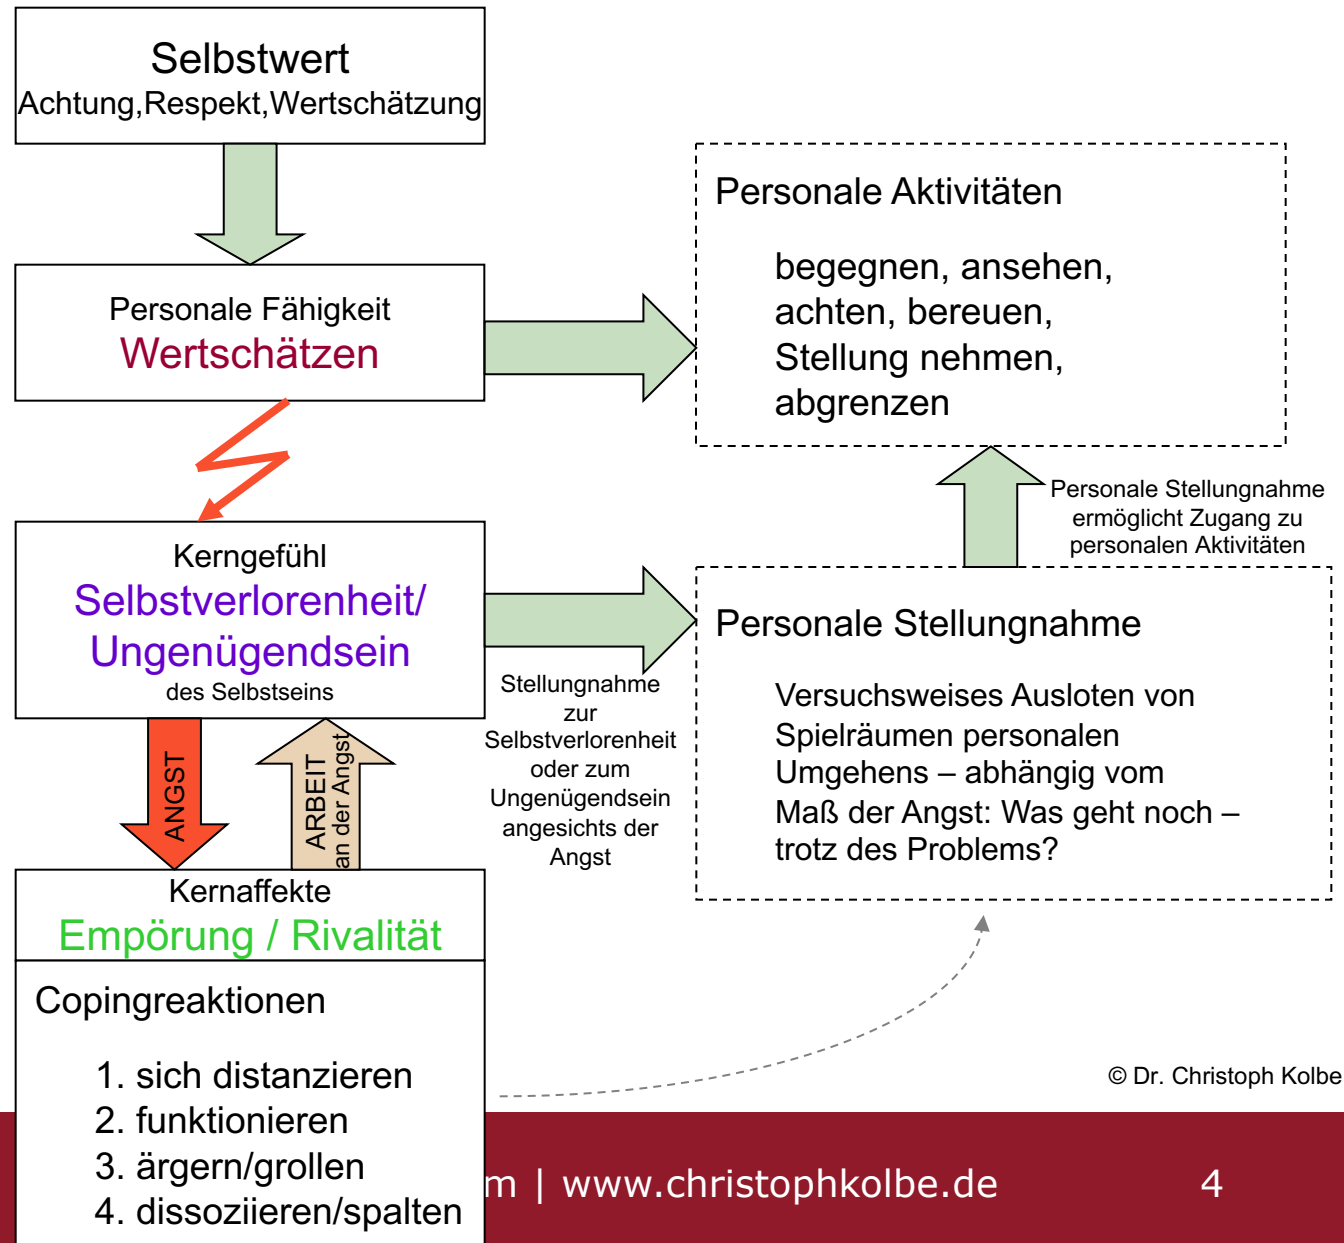 Selbstwert
Achtung,Respekt,Wertschätzung
Personale Fähigkeit
Wertschätzen
Personale Aktivitäten
begegnen, ansehen,
achten, bereuen,
Stellung nehmen,
abgrenzen
Kerngefühl
Selbstverlorenheit/
Ungenügendsein
des Selbstseins
Stellungnahme
zur
Selbstverlorenheit
oder zum
Ungenügendsein
angesichts der
Angst
Personale Stellungnahme
ermöglicht Zugang zu
personalen Aktivitäten
Personale Stellungnahme
Versuchsweises Ausloten von
Spielräumen personalen
Umgehens – abhängig vom
Maß der Angst: Was geht noch –
trotz des Problems?
ANGST
ARBEIT
an der Angst
Kernaffekte
Empörung / Rivalität
Copingreaktionen
1. sich distanzieren
2. funktionieren
3. ärgern/grollen
4. dissoziieren/spalten
© Dr. Christoph Kolbe
m | www.christophkolbe.de
4